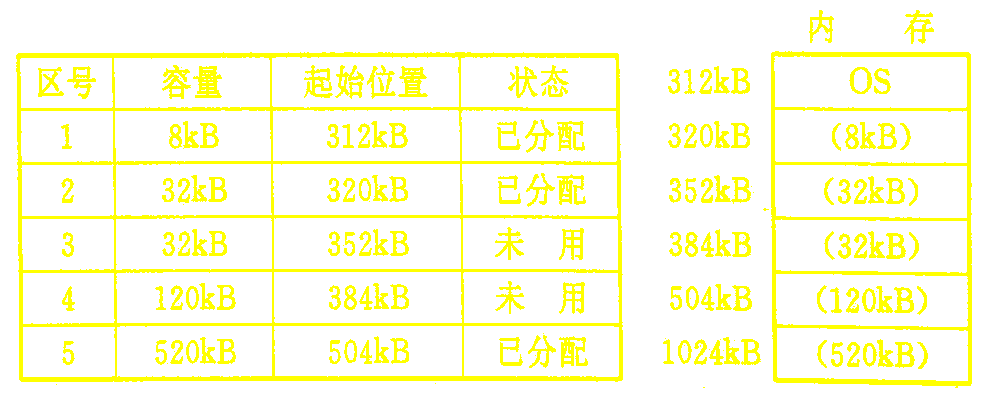 内 存
区号 容量 起始位置 状态 312kB OS
1 8kB 312kB 已分配 320kB (8kB)
2 32kB 320kB 已分配 352kB (32kB)
3 32kB 352kB 未 用 384kB (32kB)
4 120kB 384kB 未 用 504kB (120kB)
5 520kB 504kB 已分配 1024kB (520kB)